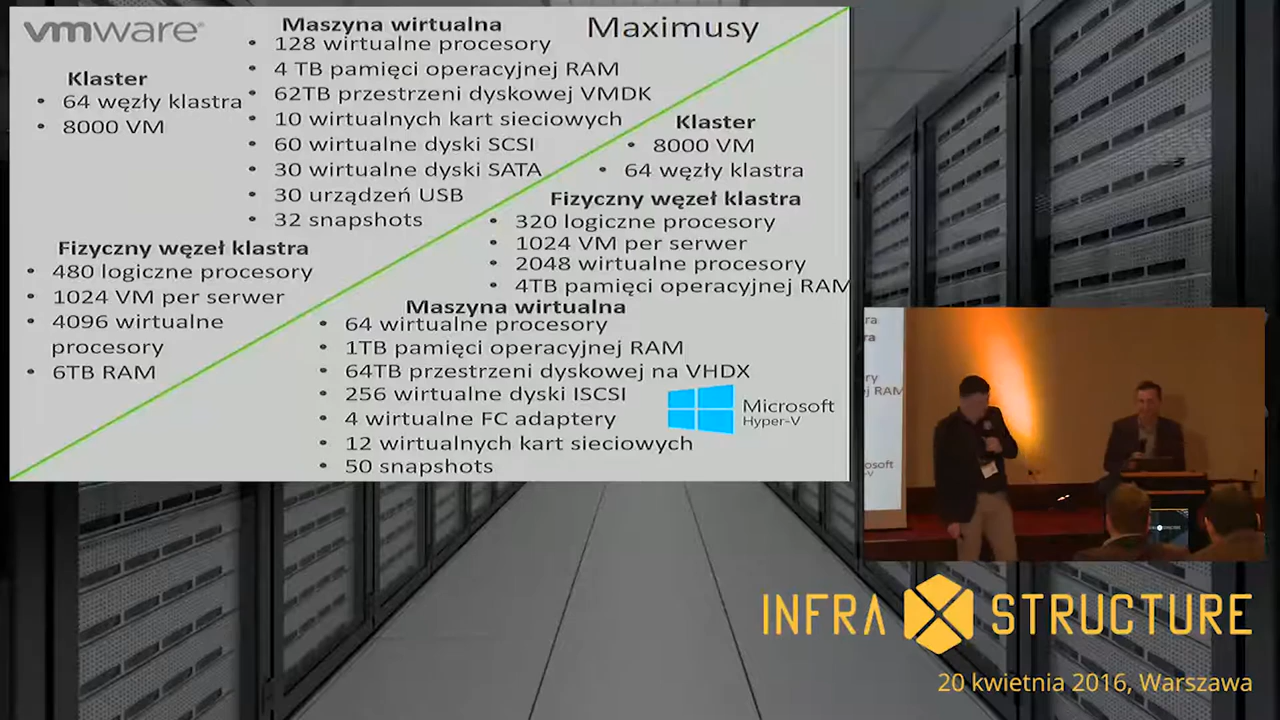 vmware
Maximusy
Klaster
64 węzły klastra
8000 VM
Maszyna wirtualna
128 wirtualne procesory
4 TB pamięci operacyjnej RAM
62TB przestrzeni dyskowej VMDK
10 wirtualnych kart sieciowych
60 wirtualne dyski SCSI
30 wirtualne dyski SATA
30 urządzeń USB
32 snapshots
Fizyczny węzeł klastra
480 logiczne procesory
1024 VM per serwer
4096 wirtualne
procesory
6TB RAM
Klaster
8000 VM
64 węzły klastra
Fizyczny węzeł klastra
320 logiczne procesory
1024 VM per serwer
2048 wirtualne procesory
4TB pamięci operacyjnej RAM
Maszyna wirtualna
64 wirtualne procesory
1TB pamięci operacyjnej RAM
64TB przestrzeni dyskowej na VHDX
256 wirtualne dyski ISCSI
4 wirtualne FC adaptery
12 wirtualnych kart sieciowych
50 snapshots
Microsoft
Hyper-V
INFRA STRUCTURE
20 kwietnia 2016, Warszawa